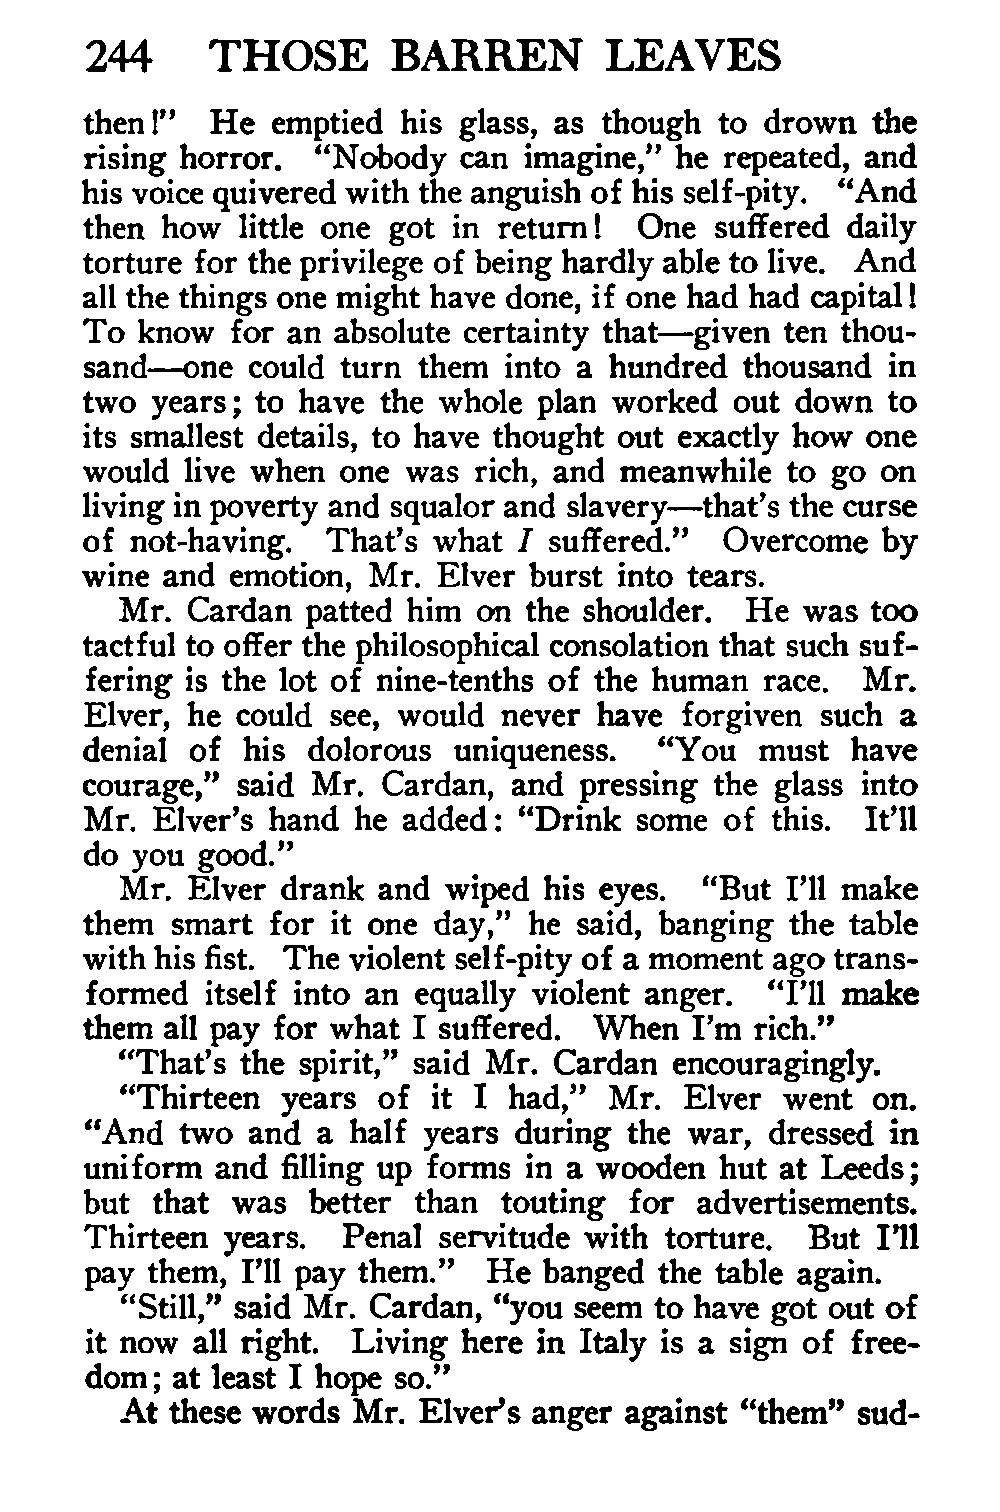 244 THOSE BARREN LEAVES
then!” He emptied his glass, as though to drown the
rising horror. “Nobody can imagine,” he repeated, and
his voice quivered with the anguish of his self-pity. “And
then how little one got in return! One suffered daily
torture for the privilege of being hardly able to live. And
all the things one might have done, if one had had capital!
To know for an absolute certainty that—given ten thou-
sand—one could turn them into a hundred thousand in
two years; to have the whole plan worked out down to
its smallest details, to have thought out exactly how one
would live when one was rich, and meanwhile to go on
living in poverty and squalor and slavery—that’s the curse
of not-having. That’s what I suffered.” Overcome by
wine and emotion, Mr. Elver burst into tears.
Mr. Cardan patted him on the shoulder. He was too
tactful to offer the philosophical consolation that such suf-
fering is the lot of nine-tenths of the human race. Mr.
Elver, he could see, would never have forgiven such a
denial of his dolorous uniqueness. “You must have
courage,” said Mr. Cardan, and pressing the glass into
Mr. Elver’s hand he added: “Drink some of this. It’ll
do you good.”
Mr. Elver drank and wiped his eyes. “But I’ll make
them smart for it one day,” he said, banging the table
with his fist. The violent self-pity of a moment ago trans-
formed itself into an equally violent anger. “I’ll make
them all pay for what I suffered. When I’m rich.”
“That’s the spirit,” said Mr. Cardan encouragingly.
“Thirteen years of it I had,” Mr. Elver went on.
“And two and a half years during the war, dressed in
uniform and filling up forms in a wooden hut at Leeds;
but that was better than touting for advertisements.
Thirteen years. Penal servitude with torture. But I’ll
pay them, I’ll pay them.” He banged the table again.
“Still,” said Mr. Cardan, “you seem to have got out of
it now all right. Living here in Italy is a sign of free-
dom; at least I hope so.”
At these words Mr. Elver’s anger against “them” sud-